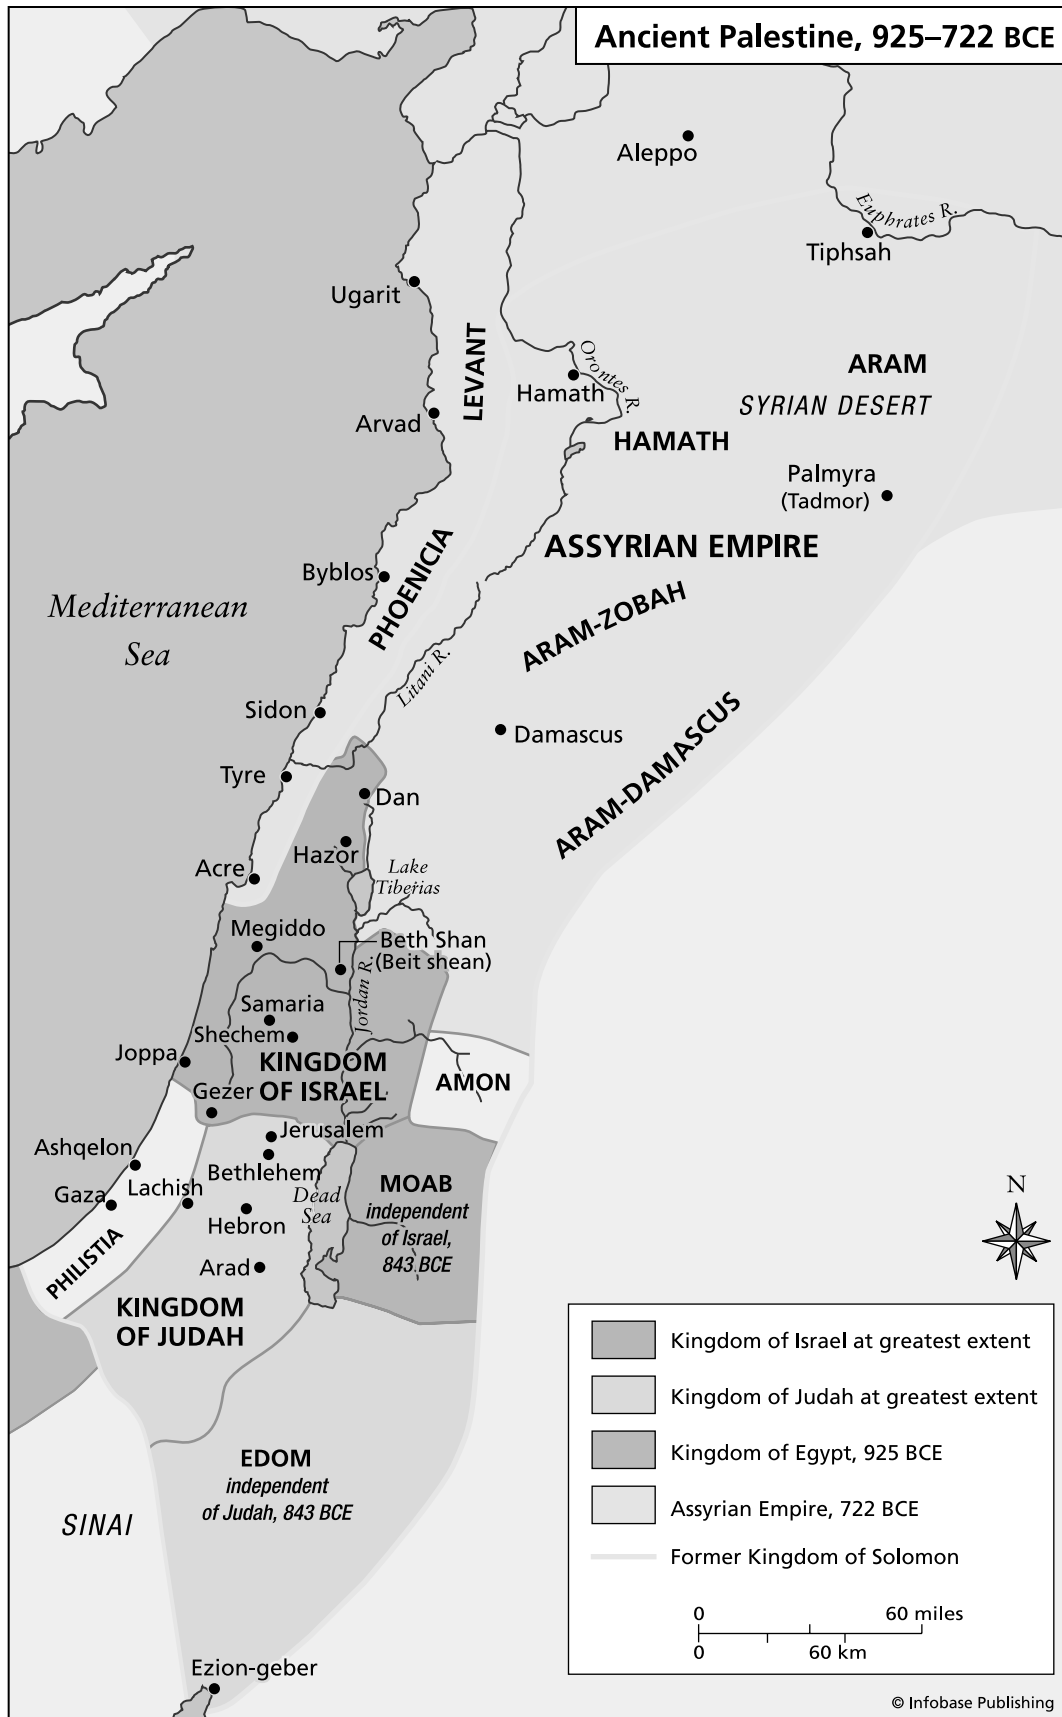 Ancient Palestine, 925–722 BCE
Aleppo
Euphrates R.
Tiphsah
Ugarit
LEVANT
Orontes R.
Hamath
ARAM
SYRIAN DESERT
Arvad
HAMATH
Palmyra
(Tadmor)
ASSYRIAN EMPIRE
PHOENICIA
Byblos
Mediterranean
Sea
ARAM-ZOBAH
Litani R.
Sidon
Damascus
ARAM-DAMASCUS
Tyre
Dan
Hazor
Acre
Lake
Tiberias
Megiddo
Beth Shan
(Beit shean)
Jordan R.
Samaria
Shechem
Joppa
KINGDOM
OF ISRAEL
AMON
Gezer
Jerusalem
Ashqelon
Bethlehem
Lachish
Gaza
Dead
Sea
MOAB
independent
of Israel,
843 BCE
Hebron
PHILISTIA
Arad
KINGDOM
OF JUDAH
EDOM
independent
of Judah, 843 BCE
SINAI
Ezion-geber
N
Kingdom of Israel at greatest extent
Kingdom of Judah at greatest extent
Kingdom of Egypt, 925 BCE
Assyrian Empire, 722 BCE
Former Kingdom of Solomon
0 60 miles
0 60 km
© Infobase Publishing